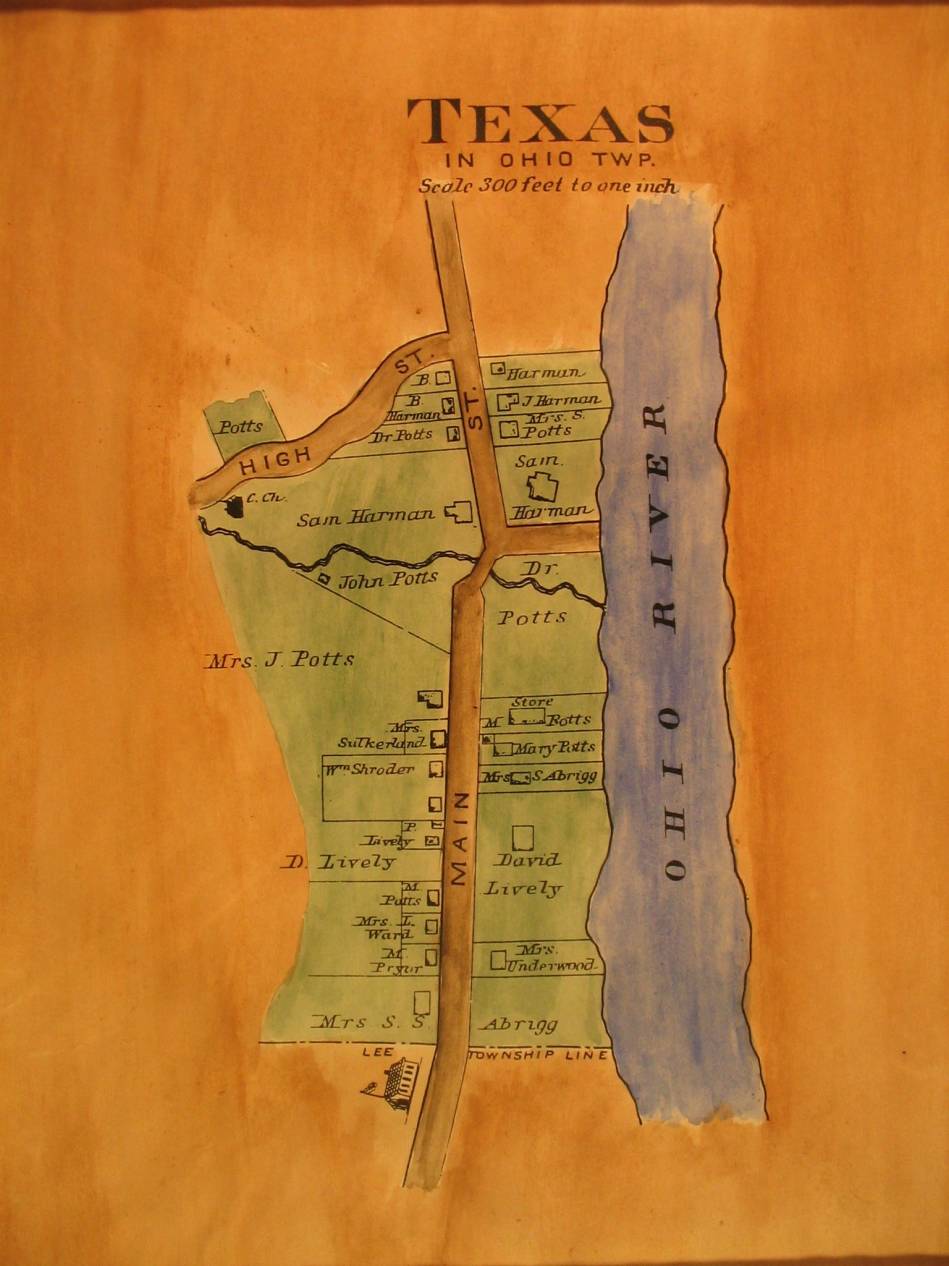 TEXAS
IN OHIO TWP.
Scale 300 feet to one inch
HIGH ST.
B.
Harman
B.
Harman
J Harman
Mrs. S.
Potts
Dr Potts
Potts
Sam.
Harman
C. Ch.
Sam Harman
MAIN ST.
OHIO RIVER
John Potts
Dr.
Potts
Mrs. J. Potts
Store
M. Potts
Mrs.
Sutkerland
Mary Potts
Wm Shroder
Mrs S. Abrigg
P.
Lively
D. Lively
David
Lively
M.
Potts
Mrs. L.
Ward
M.
Pryor
Mrs.
Underwood
Mrs S. S. Abrigg
LEE TOWNSHIP LINE